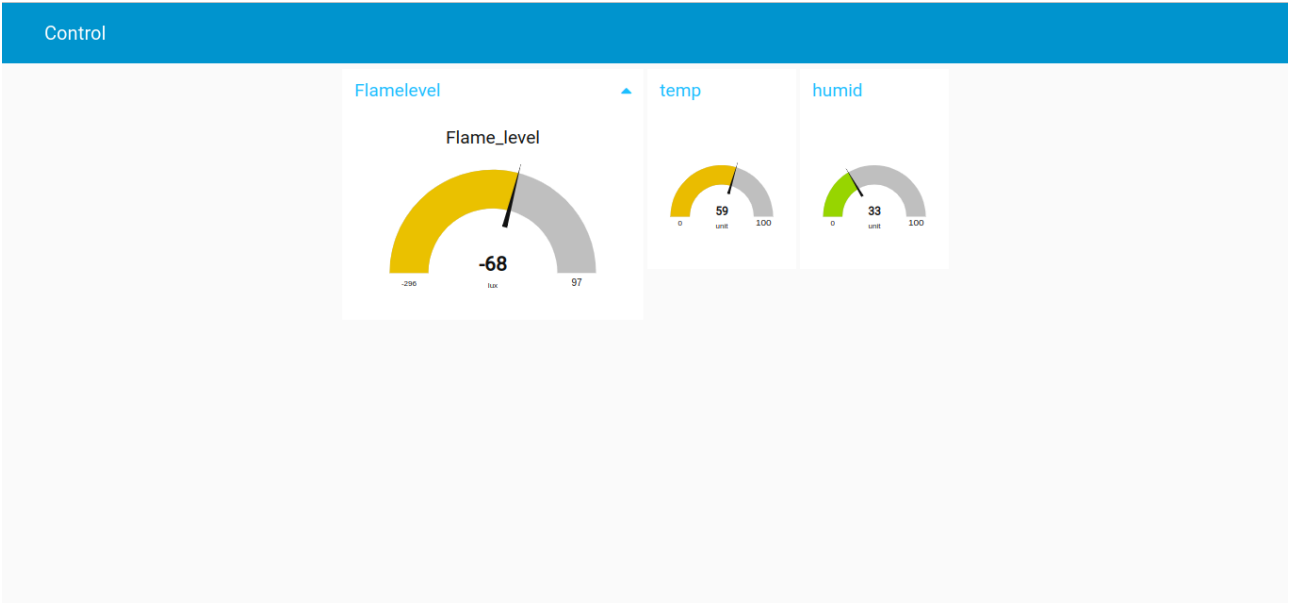 Control
Flamelevel
Flame_level
-68
-296
lux
97
temp
59
0
unit
100
humid
33
0
unit
100